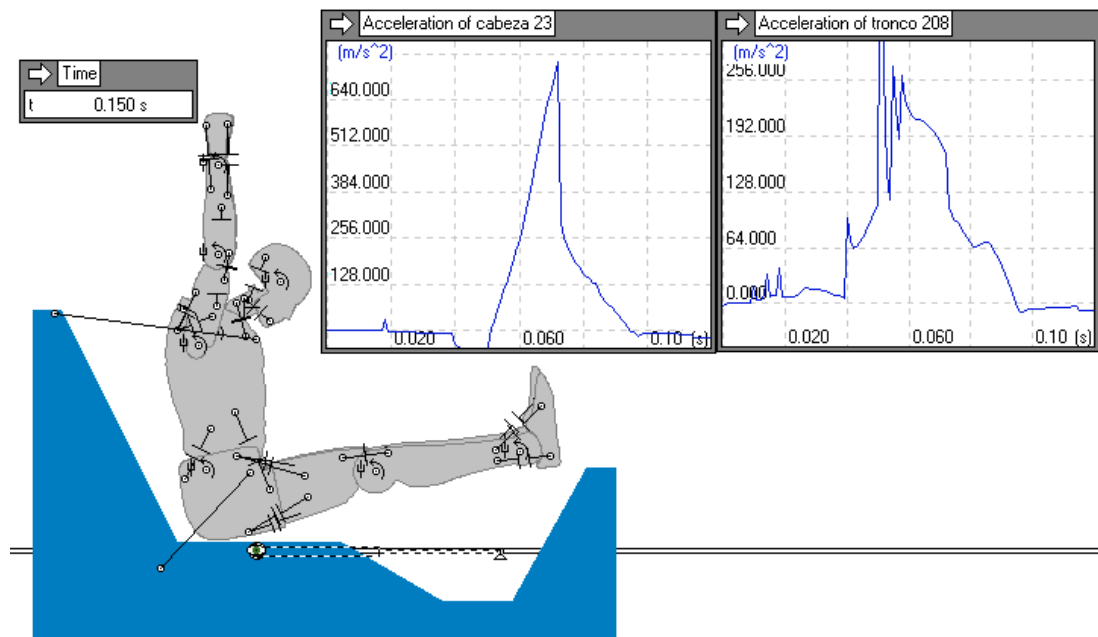 Acceleration of cabeza 23
(m/s^2)
640.000
512.000
384.000
256.000
128.000
0.020
0.060
0.10 (s)
Acceleration of tronco 208
(m/s^2)
256.000
192.000
128.000
64.000
0.000
0.020
0.060
0.10 (s)
Time
t 0.150 s